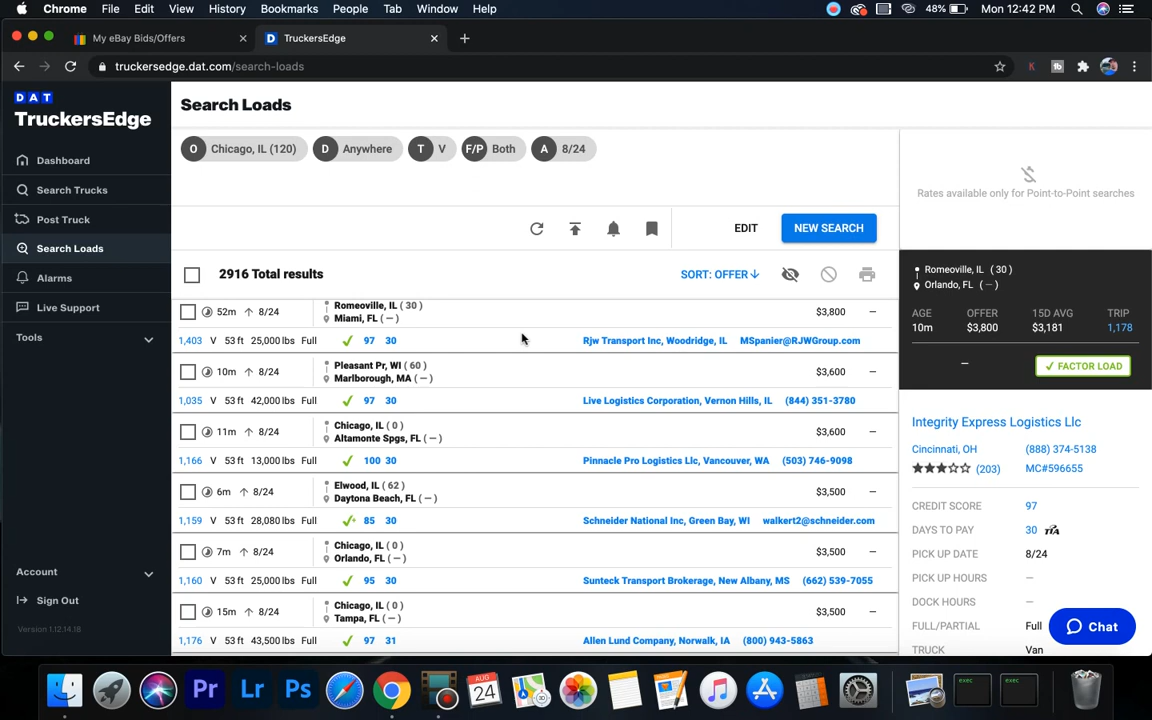 Chrome File Edit View History Bookmarks People Tab Window Help 48% Mon 12:42 PM
My eBay Bids/Offers TruckersEdge
truckersedge.dat.com/search-loads
DAT
TruckersEdge
Dashboard
Search Trucks
Post Truck
Search Loads
Alarms
Live Support
Tools
Account
Sign Out
Version 1.12.14.18
Search Loads
O Chicago, IL (120) D Anywhere T V F/P Both A 8/24
EDIT NEW SEARCH
2916 Total results SORT: OFFER
52m 8/24 Romeoville, IL (30) $3,800 –
Miami, FL (–)
1,403 V 53 ft 25,000 lbs Full 97 30 Rjw Transport Inc, Woodridge, IL MSpanier@RJWGroup.com
10m 8/24 Pleasant Pr, WI (60) $3,600 –
Marlborough, MA (–)
1,035 V 53 ft 42,000 lbs Full 97 30 Live Logistics Corporation, Vernon Hills, IL (844) 351-3780
11m 8/24 Chicago, IL (0) $3,600 –
Altamonte Spgs, FL (–)
1,166 V 53 ft 13,000 lbs Full 100 30 Pinnacle Pro Logistics Llc, Vancouver, WA (503) 746-9098
6m 8/24 Elwood, IL (62) $3,500 –
Daytona Beach, FL (–)
1,159 V 53 ft 28,080 lbs Full 85 30 Schneider National Inc, Green Bay, WI walkert2@schneider.com
7m 8/24 Chicago, IL (0) $3,500 –
Orlando, FL (–)
1,160 V 53 ft 25,000 lbs Full 95 30 Sunteck Transport Brokerage, New Albany, MS (662) 539-7055
15m 8/24 Chicago, IL (0) $3,500 –
Tampa, FL (–)
1,176 V 53 ft 43,500 lbs Full 97 31 Allen Lund Company, Norwalk, IA (800) 943-5863
Rates available only for Point-to-Point searches
Romeoville, IL (30)
Orlando, FL (–)
AGE OFFER 15D AVG TRIP
10m $3,800 $3,181 1,178
– FACTOR LOAD
Integrity Express Logistics Llc
Cincinnati, OH (888) 374-5138
(203) MC#596655
CREDIT SCORE 97
DAYS TO PAY 30 TIA
PICK UP DATE 8/24
PICK UP HOURS –
DOCK HOURS –
FULL/PARTIAL Full
TRUCK Van
Chat
Pr Lr Ps AUG 24 exec exec